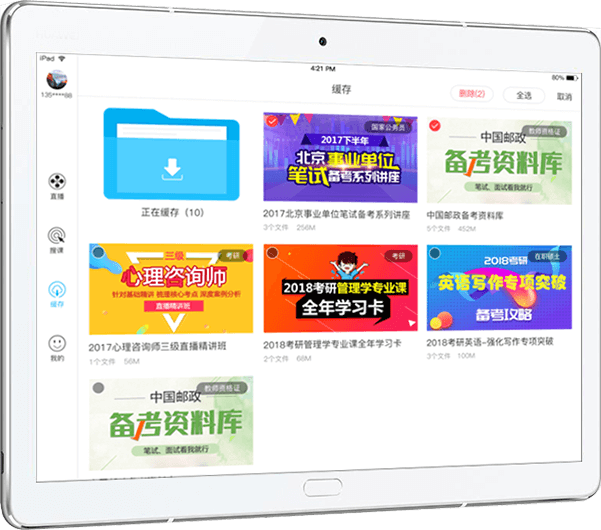 iPad
4:21 PM
80%
135****88
缓存
删除(2)
全选
取消
直播
搜课
缓存
我的
正在缓存（10）
国家公务员
2017下半年
北京事业单位
笔试备考系列讲座
2017北京事业单位笔试备考系列讲座
3个文件 256M
教师资格证
中国邮政
备考资料库
笔试、面试看我就行
中国邮政备考资料库
5个文件 452M
考研
三级
心理咨询师
针对基础精讲 梳理核心考点 深度案例分析
直播精讲班
2017心理咨询师三级直播精讲班
1个文件 56M
考研
2018考研管理学专业课
全年学习卡
2018考研管理学专业课全年学习卡
2个文件 68M
在职硕士
2018考研
英语写作专项突破
备考攻略
2018考研英语-强化写作专项突破
3个文件 100M
教师资格证
中国邮政
备考资料库
笔试、面试看我就行